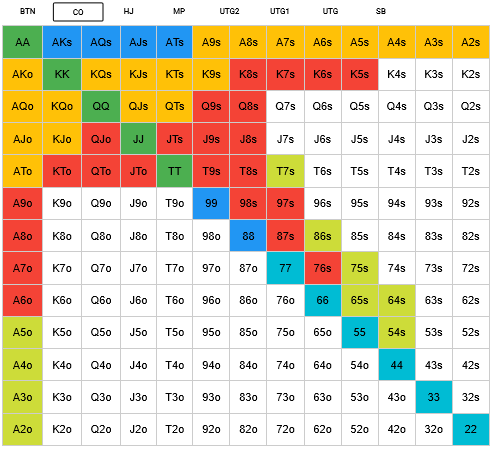 BTN CO HJ MP UTG2 UTG1 UTG SB
AA AKs AQs AJs ATs A9s A8s A7s A6s A5s A4s A3s A2s
AKo KK KQs KJs KTs K9s K8s K7s K6s K5s K4s K3s K2s
AQo KQo QQ QJs QTs Q9s Q8s Q7s Q6s Q5s Q4s Q3s Q2s
AJo KJo QJo JJ JTs J9s J8s J7s J6s J5s J4s J3s J2s
ATo KTo QTo JTo TT T9s T8s T7s T6s T5s T4s T3s T2s
A9o K9o Q9o J9o T9o 99 98s 97s 96s 95s 94s 93s 92s
A8o K8o Q8o J8o T8o 98o 88 87s 86s 85s 84s 83s 82s
A7o K7o Q7o J7o T7o 97o 87o 77 76s 75s 74s 73s 72s
A6o K6o Q6o J6o T6o 96o 86o 76o 66 65s 64s 63s 62s
A5o K5o Q5o J5o T5o 95o 85o 75o 65o 55 54s 53s 52s
A4o K4o Q4o J4o T4o 94o 84o 74o 64o 54o 44 43s 42s
A3o K3o Q3o J3o T3o 93o 83o 73o 63o 53o 43o 33 32s
A2o K2o Q2o J2o T2o 92o 82o 72o 62o 52o 42o 32o 22